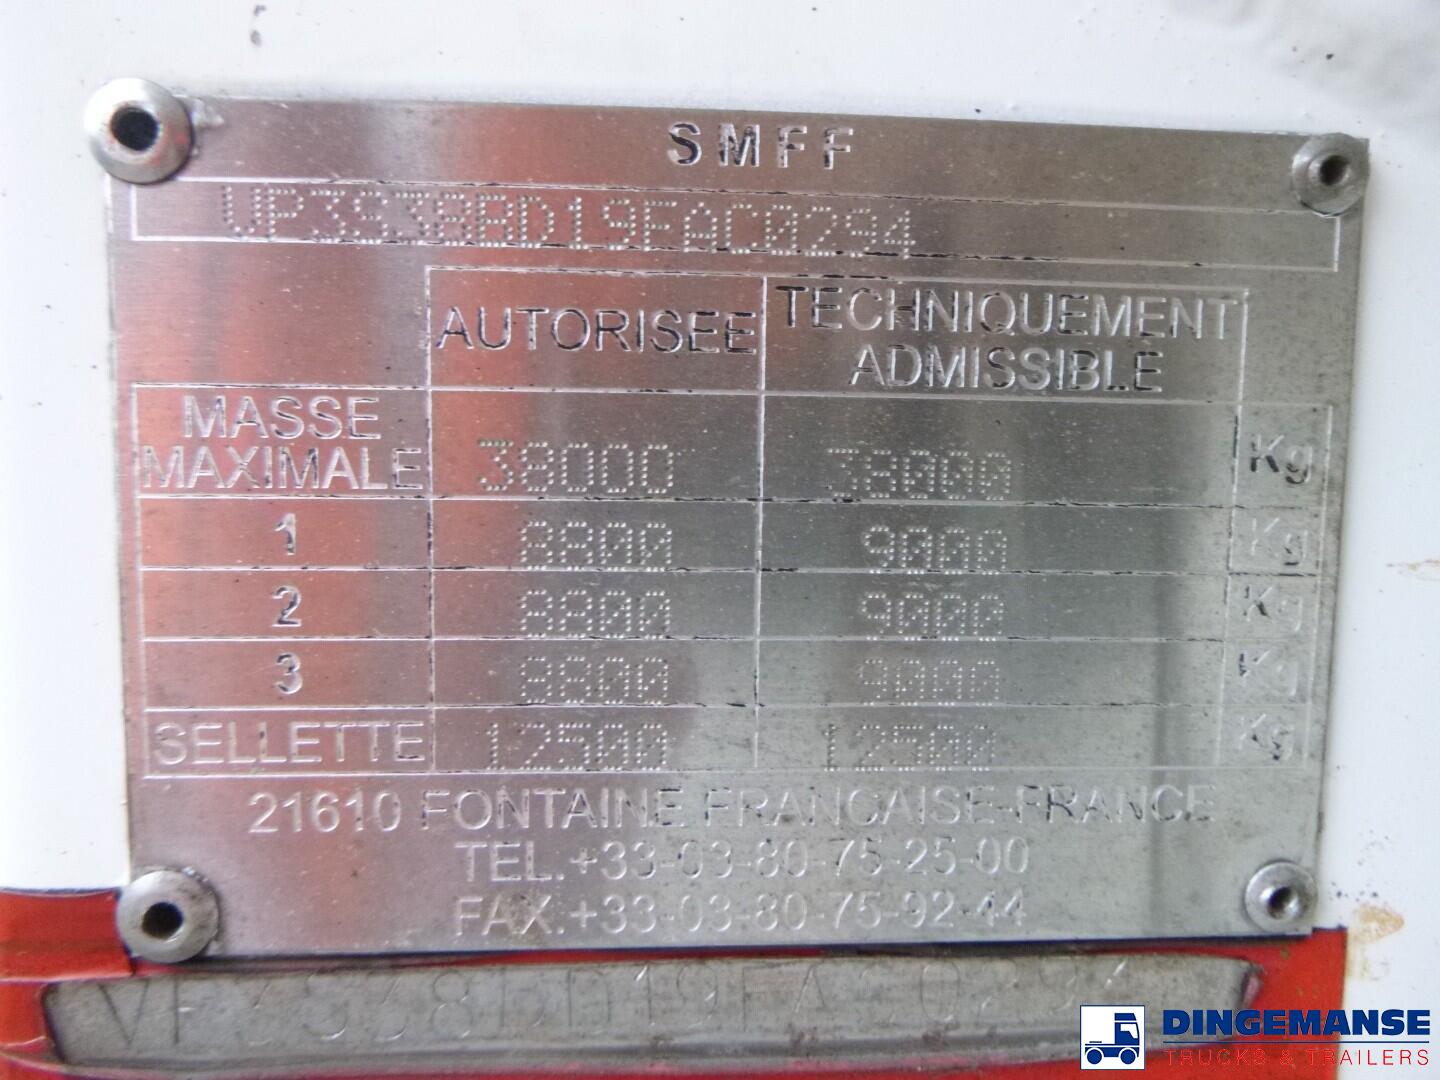 SMFF
VP3S38BD19FAC0294
AUTORISEE TECHNIQUEMENT ADMISSIBLE
MASSE MAXIMALE 38000 38000 Kg
1 8800 9000 Kg
2 8800 9000 Kg
3 8800 9000 Kg
SELLETTE 12500 12500 Kg
21610 FONTAINE FRANCAISE-FRANCE
TEL.+33-03-80-75-25-00
FAX.+33-03-80-75-92-44
VP3S38BD19FAC0294
DINGEMANSE
TRUCKS & TRAILERS